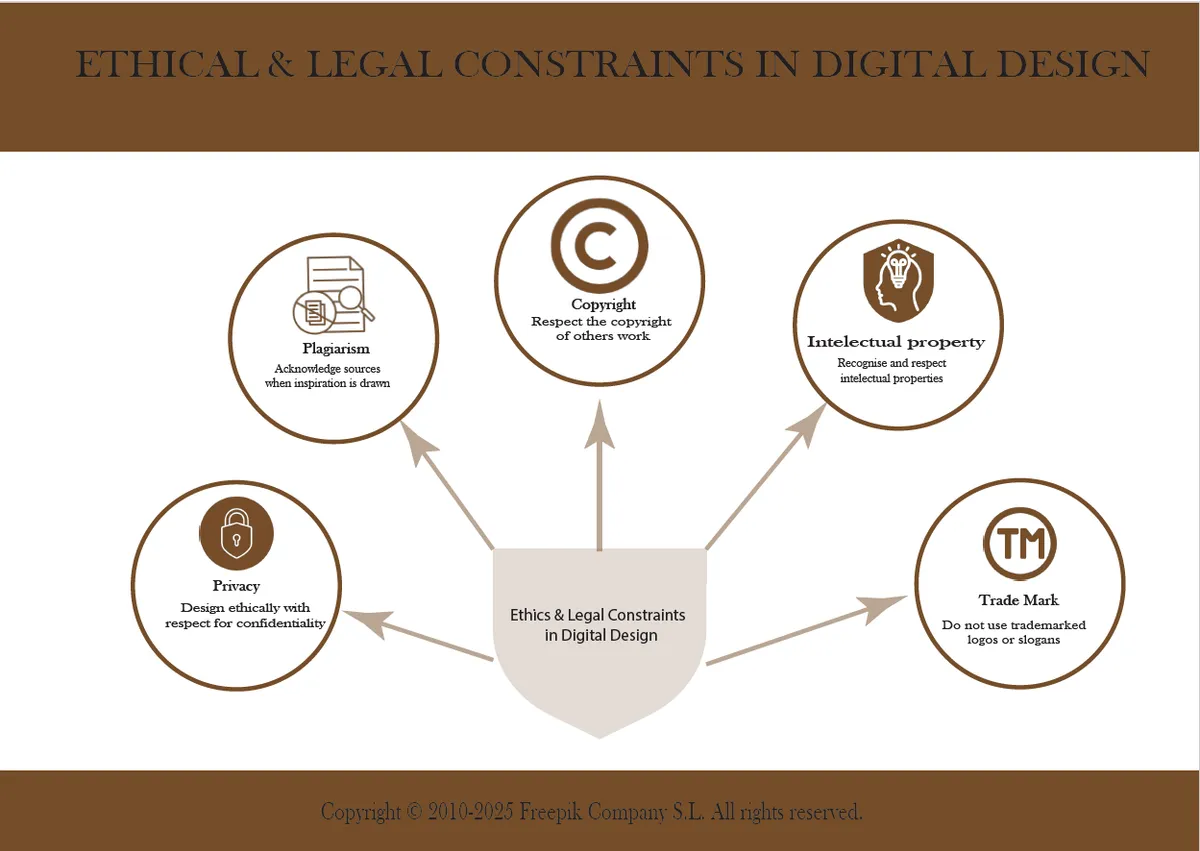 ETHICAL & LEGAL CONSTRAINTS IN DIGITAL DESIGN
C
Copyright
Respect the copyright
of others work
Plagiarism
Acknowledge sources
when inspiration is drawn
Intelectual property
Recognise and respect
intelectual properties
Privacy
Design ethically with
respect for confidentiality
TM
Trade Mark
Do not use trademarked
logos or slogans
Ethics & Legal Constraints
in Digital Design
Copyright © 2010-2025 Freepik Company S.L. All rights reserved.